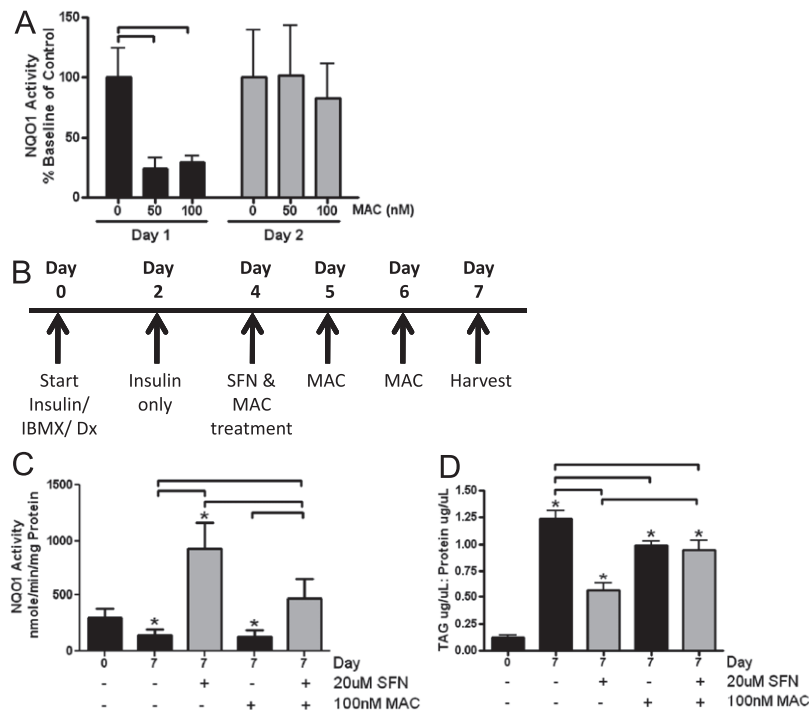 A
NQO1 Activity
% Baseline of Control
150
100
50
0
0 50 100 0 50 100 MAC (nM)
Day 1 Day 2
B
Day Day Day Day Day Day
0 2 4 5 6 7
Start Insulin SFN & MAC MAC Harvest
Insulin/ only MAC
IBMX/ Dx treatment
C
NQO1 Activity
nmole/min/mg Protein
1500
1000
500
0
* * *
0 7 7 7 7 Day
- - + - + 20uM SFN
- - - + + 100nM MAC
D
TAG ug/uL: Protein ug/uL
1.50
1.25
1.00
0.75
0.50
0.25
0.00
* * * *
0 7 7 7 7 Day
- - + - + 20uM SFN
- - - + + 100nM MAC